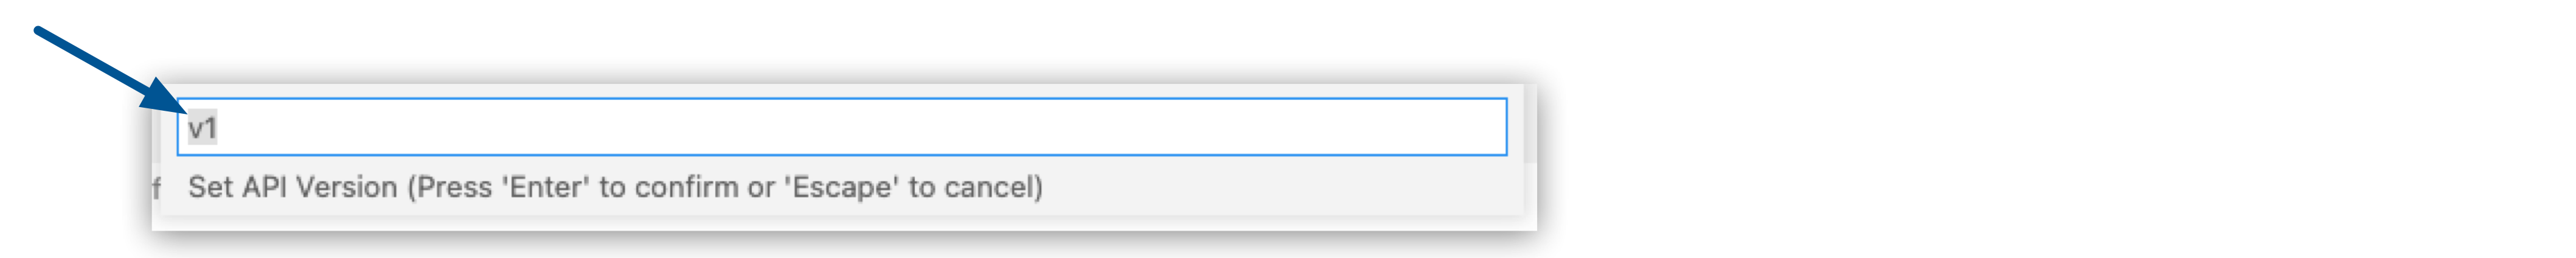 v1
f Set API Version (Press 'Enter' to confirm or 'Escape' to cancel)